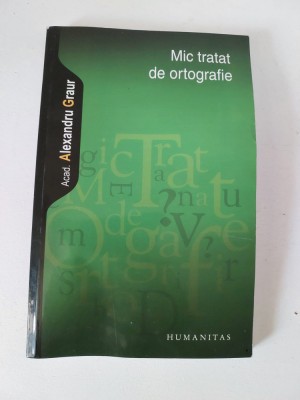 Mic tratat
de ortografie
Acad. Alexandru Graur
HUMANITAS